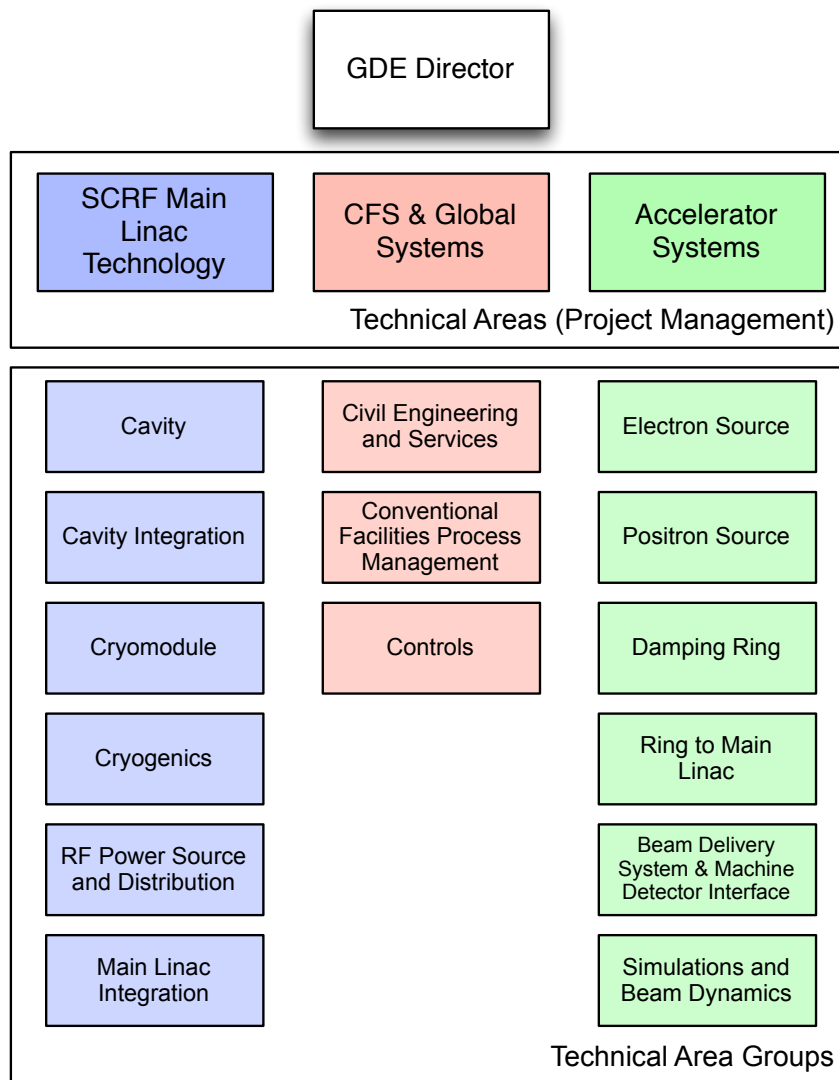 GDE Director
SCRF Main
Linac
Technology
CFS & Global
Systems
Accelerator
Systems
Technical Areas (Project Management)
Cavity
Civil Engineering
and Services
Electron Source
Cavity Integration
Conventional
Facilities Process
Management
Positron Source
Cryomodule
Controls
Damping Ring
Cryogenics
Ring to Main
Linac
RF Power Source
and Distribution
Beam Delivery
System & Machine
Detector Interface
Main Linac
Integration
Simulations and
Beam Dynamics
Technical Area Groups